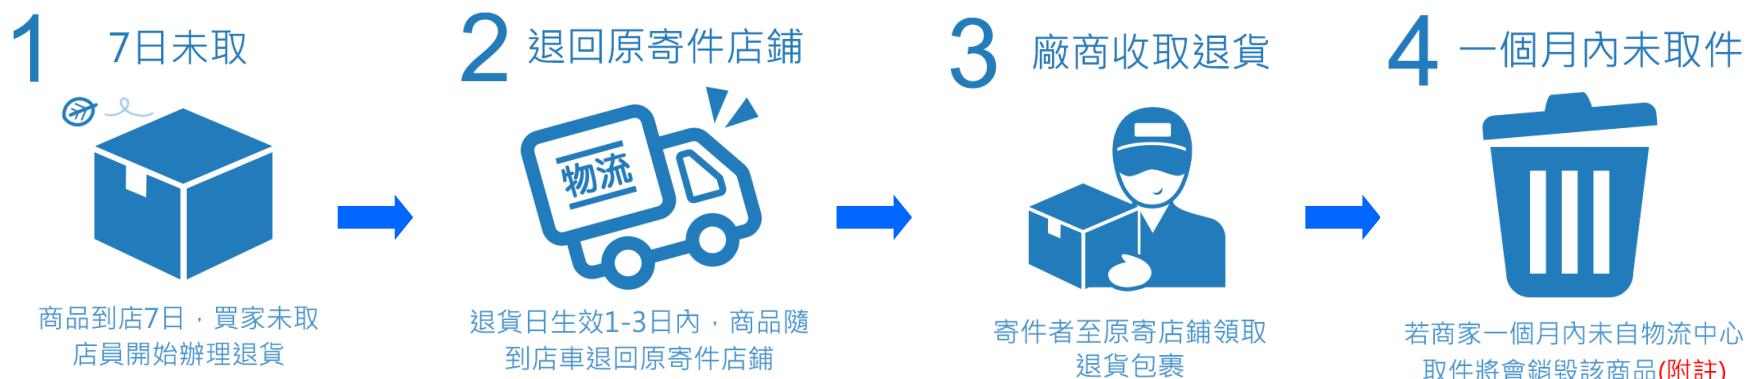 1 7日未取
商品到店7日，買家未取
店員開始辦理退貨
2 退回原寄件店鋪
物流
退貨日生效1-3日內，商品隨
到店車退回原寄件店鋪
3 廠商收取退貨
寄件者至原寄店鋪領取
退貨包裹
4 一個月內未取件
若商家一個月內未自物流中心
取件將會銷毀該商品(附註)